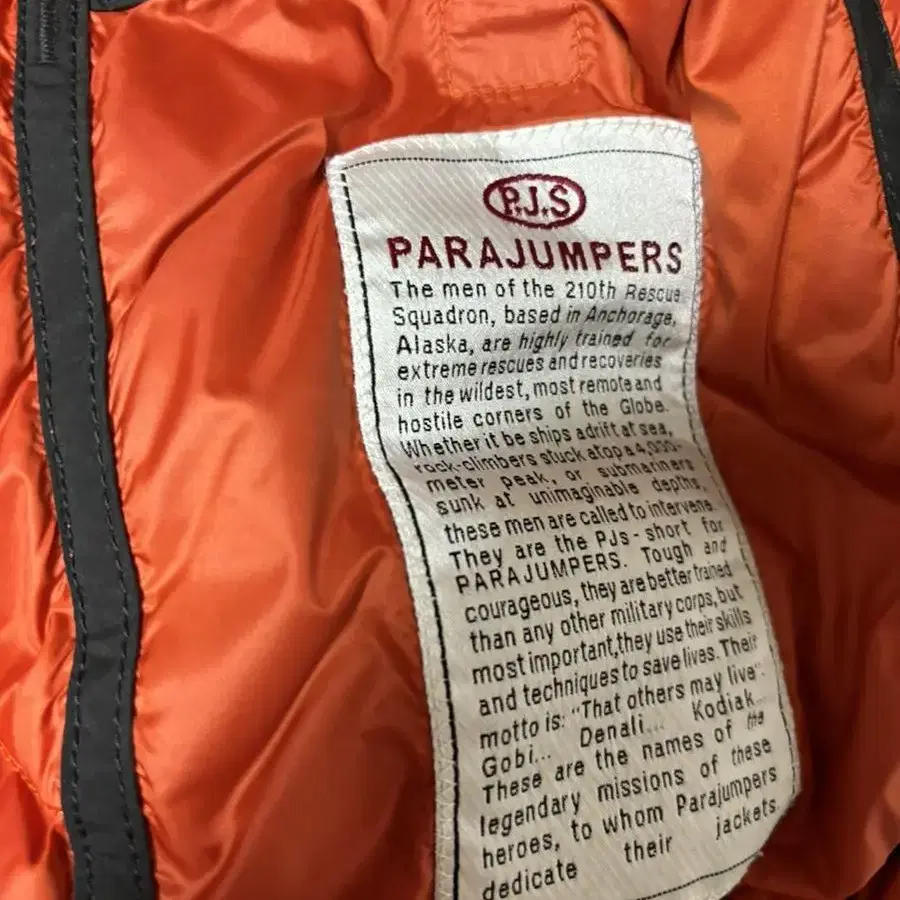 P.J.S
PARAJUMPERS
The men of the 210th Rescue
Squadron, based in Anchorage,
Alaska, are highly trained for
extreme rescues and recoveries
in the wildest, most remote and
hostile corners of the Globe.
Whether it be ships adrift at sea,
rock-climbers stuck atop a 4,000-
meter peak, or submariners
sunk at unimaginable depths,
these men are called to intervene.
They are the PJs - short for
PARAJUMPERS. Tough and
courageous, they are better trained
than any other military corps, but
most important, they use their skills
and techniques to save lives. Their
motto is: "That others may live".
Gobi... Denali... Kodiak...
These are the names of the
legendary missions of these
heroes, to whom Parajumpers
dedicate their jackets